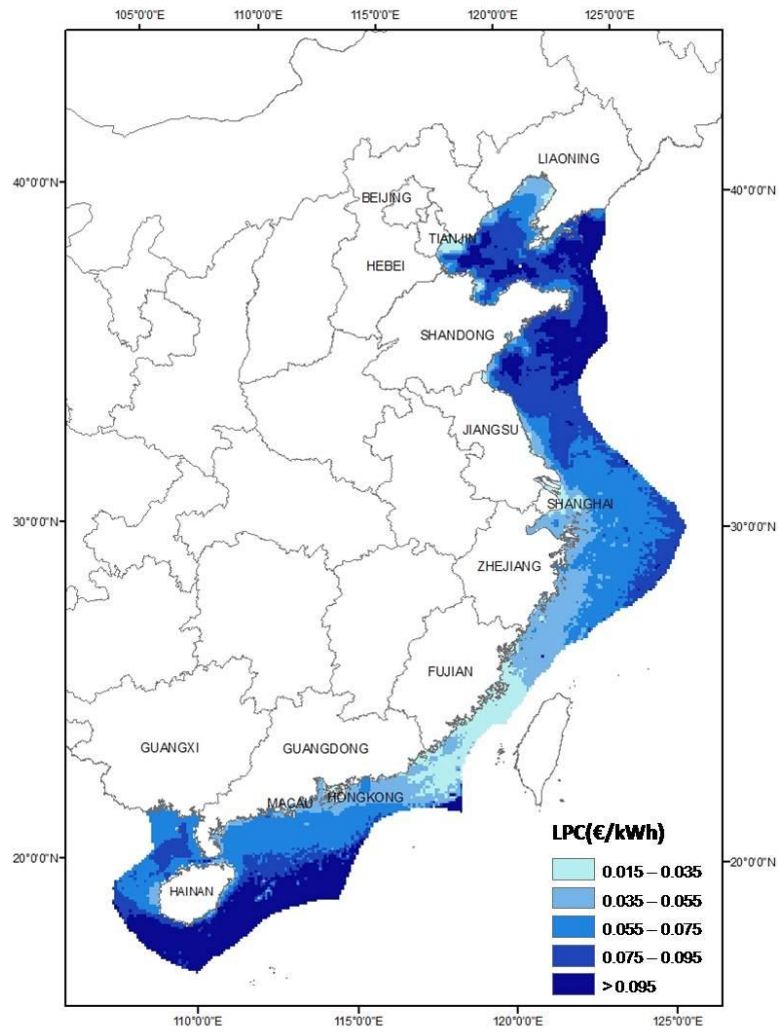 105°0'0"E 110°0'0"E 115°0'0"E 120°0'0"E 125°0'0"E
LIAONING
40°0'0"N 40°0'0"N
BEIJING
TIANJIN
HEBEI
SHANDONG
JIANGSU
SHANGHAI
30°0'0"N 30°0'0"N
ZHEJIANG
FUJIAN
GUANGXI GUANGDONG
MACAU HONGKONG
LPC(€/kWh)
20°0'0"N 20°0'0"N
0.015 – 0.035
HAINAN
0.035 – 0.055
0.055 – 0.075
0.075 – 0.095
> 0.095
110°0'0"E 115°0'0"E 120°0'0"E 125°0'0"E